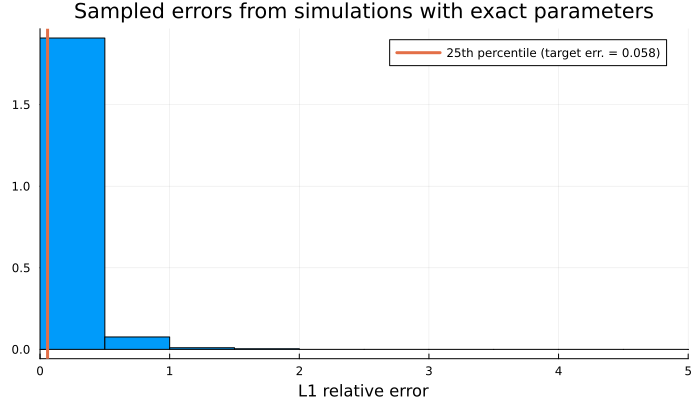 Sampled errors from simulations with exact parameters
25th percentile (target err. = 0.058)
1.5
1.0
0.5
0.0
0 1 2 3 4 5
L1 relative error